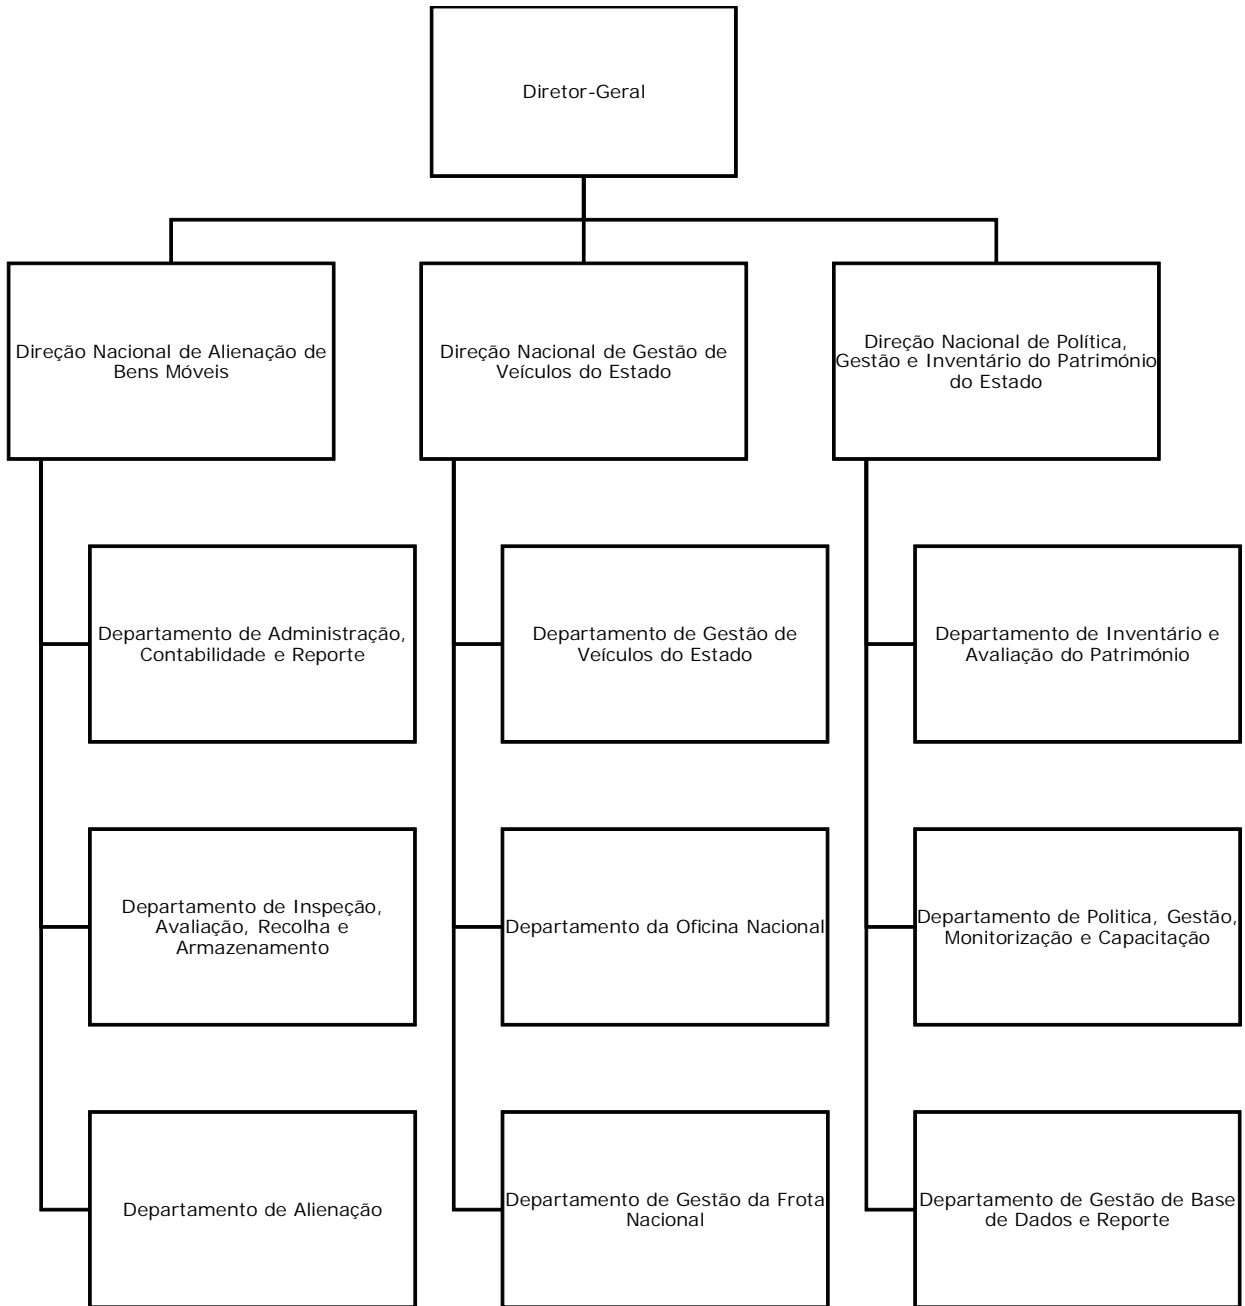 Diretor-Geral
Direção Nacional de Alienação de
Bens Móveis
Direção Nacional de Gestão de
Veículos do Estado
Direção Nacional de Política,
Gestão e Inventário do Património
do Estado
Departamento de Administração,
Contabilidade e Reporte
Departamento de Gestão de
Veículos do Estado
Departamento de Inventário e
Avaliação do Património
Departamento de Inspeção,
Avaliação, Recolha e
Armazenamento
Departamento da Oficina Nacional
Departamento de Politica, Gestão,
Monitorização e Capacitação
Departamento de Alienação
Departamento de Gestão da Frota
Nacional
Departamento de Gestão de Base
de Dados e Reporte